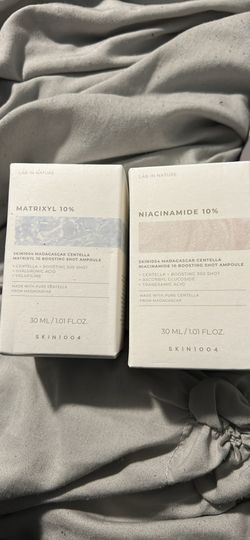 LAB IN NATURE
MATRIXYL 10%
SKIN1004 MADAGASCAR CENTELLA
MATRIXYL 10 BOOSTING SHOT AMPOULE
+ CENTELLA + BOOSTING 300 SHOT
+ HYALURONIC ACID
+ VOLUFILINE
MADE WITH PURE CENTELLA
FROM MADAGASCAR
30 ML / 1.01 FL.OZ.
SKIN1004
LAB IN NATURE
NIACINAMIDE 10%
SKIN1004 MADAGASCAR CENTELLA
NIACINAMIDE 10 BOOSTING SHOT AMPOULE
+ CENTELLA + BOOSTING 300 SHOT
+ ASCORBYL GLUCOSIDE
+ TRANEXAMIC ACID
MADE WITH PURE CENTELLA
FROM MADAGASCAR
30 ML / 1.01 FL.OZ.
SKIN1004